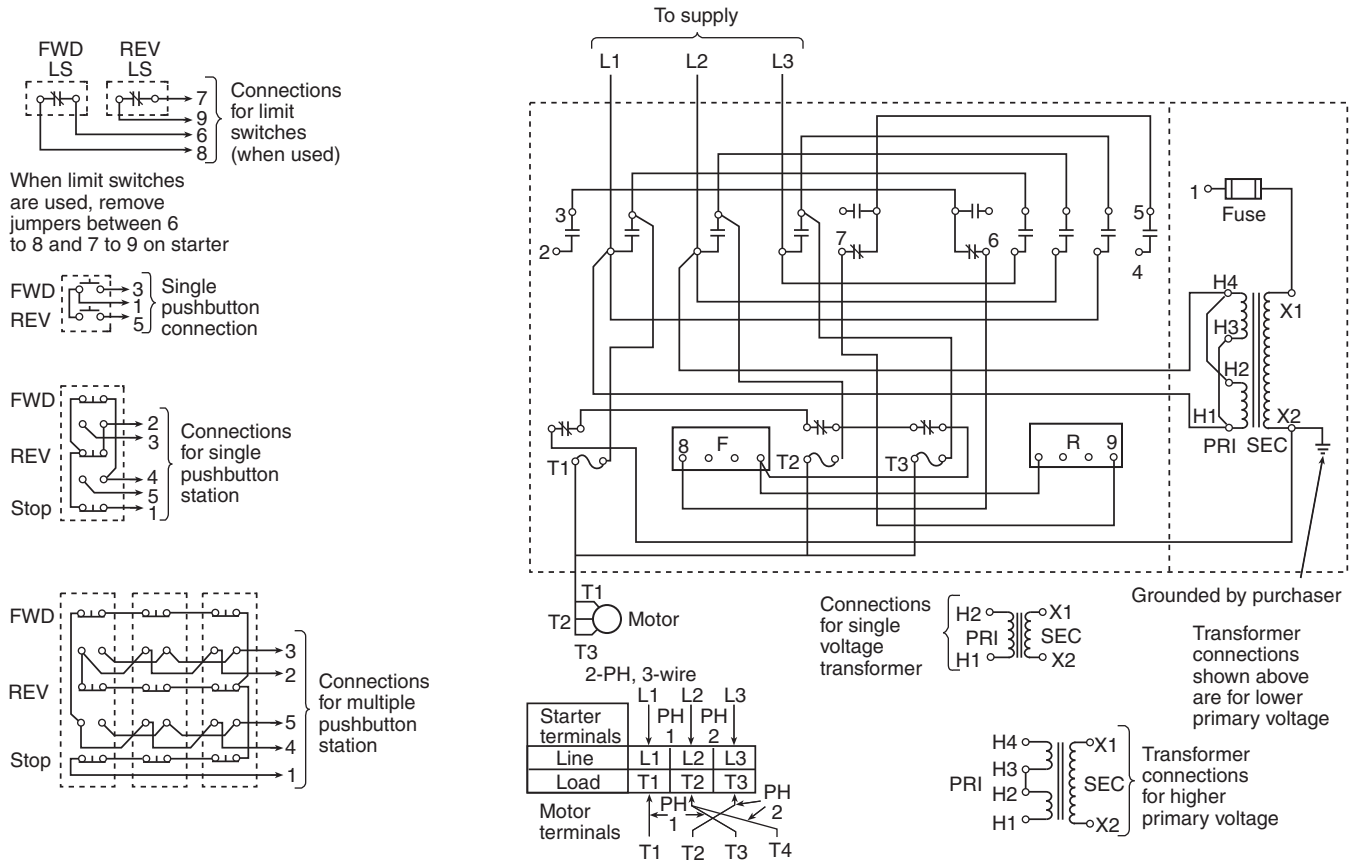 To supply
L1 L2 L3
FWD LS
REV LS
7
9
6
8
Connections
for limit
switches
(when used)
When limit switches
are used, remove
jumpers between 6
to 8 and 7 to 9 on starter
FWD
REV
3
1
5
Single
pushbutton
connection
FWD
REV
Stop
2
3
4
5
1
Connections
for single
pushbutton
station
FWD
REV
Stop
3
2
5
4
1
Connections
for multiple
pushbutton
station
3
2
7
6
5
4
1
Fuse
H4
H3
H2
H1
X1
X2
PRI SEC
T1
8 F
T2
T3
R 9
T1
T2
T3
Motor
Grounded by purchaser
Connections
for single
voltage
transformer
H2
H1
PRI
X1
SEC
X2
Transformer
connections
shown above
are for lower
primary voltage
2-PH, 3-wire
L1 L2 L3
Starter
terminals
PH 1
PH 2
Line L1 L2 L3
Load T1 T2 T3
Motor
terminals
PH 1
PH 2
T1 T2 T3 T4
H4
H3
H2
H1
PRI
X1
SEC
X2
Transformer
connections
for higher
primary voltage